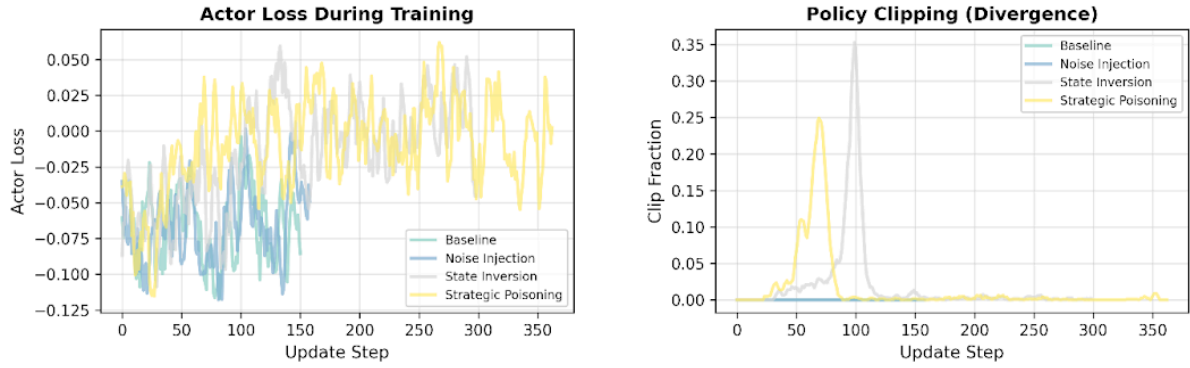 Actor Loss During Training
Actor Loss
0.050
0.025
0.000
−0.025
−0.050
−0.075
−0.100
−0.125
0 50 100 150 200 250 300 350
Update Step
Baseline
Noise Injection
State Inversion
Strategic Poisoning
Policy Clipping (Divergence)
Clip Fraction
0.35
0.30
0.25
0.20
0.15
0.10
0.05
0.00
0 50 100 150 200 250 300 350
Update Step
Baseline
Noise Injection
State Inversion
Strategic Poisoning